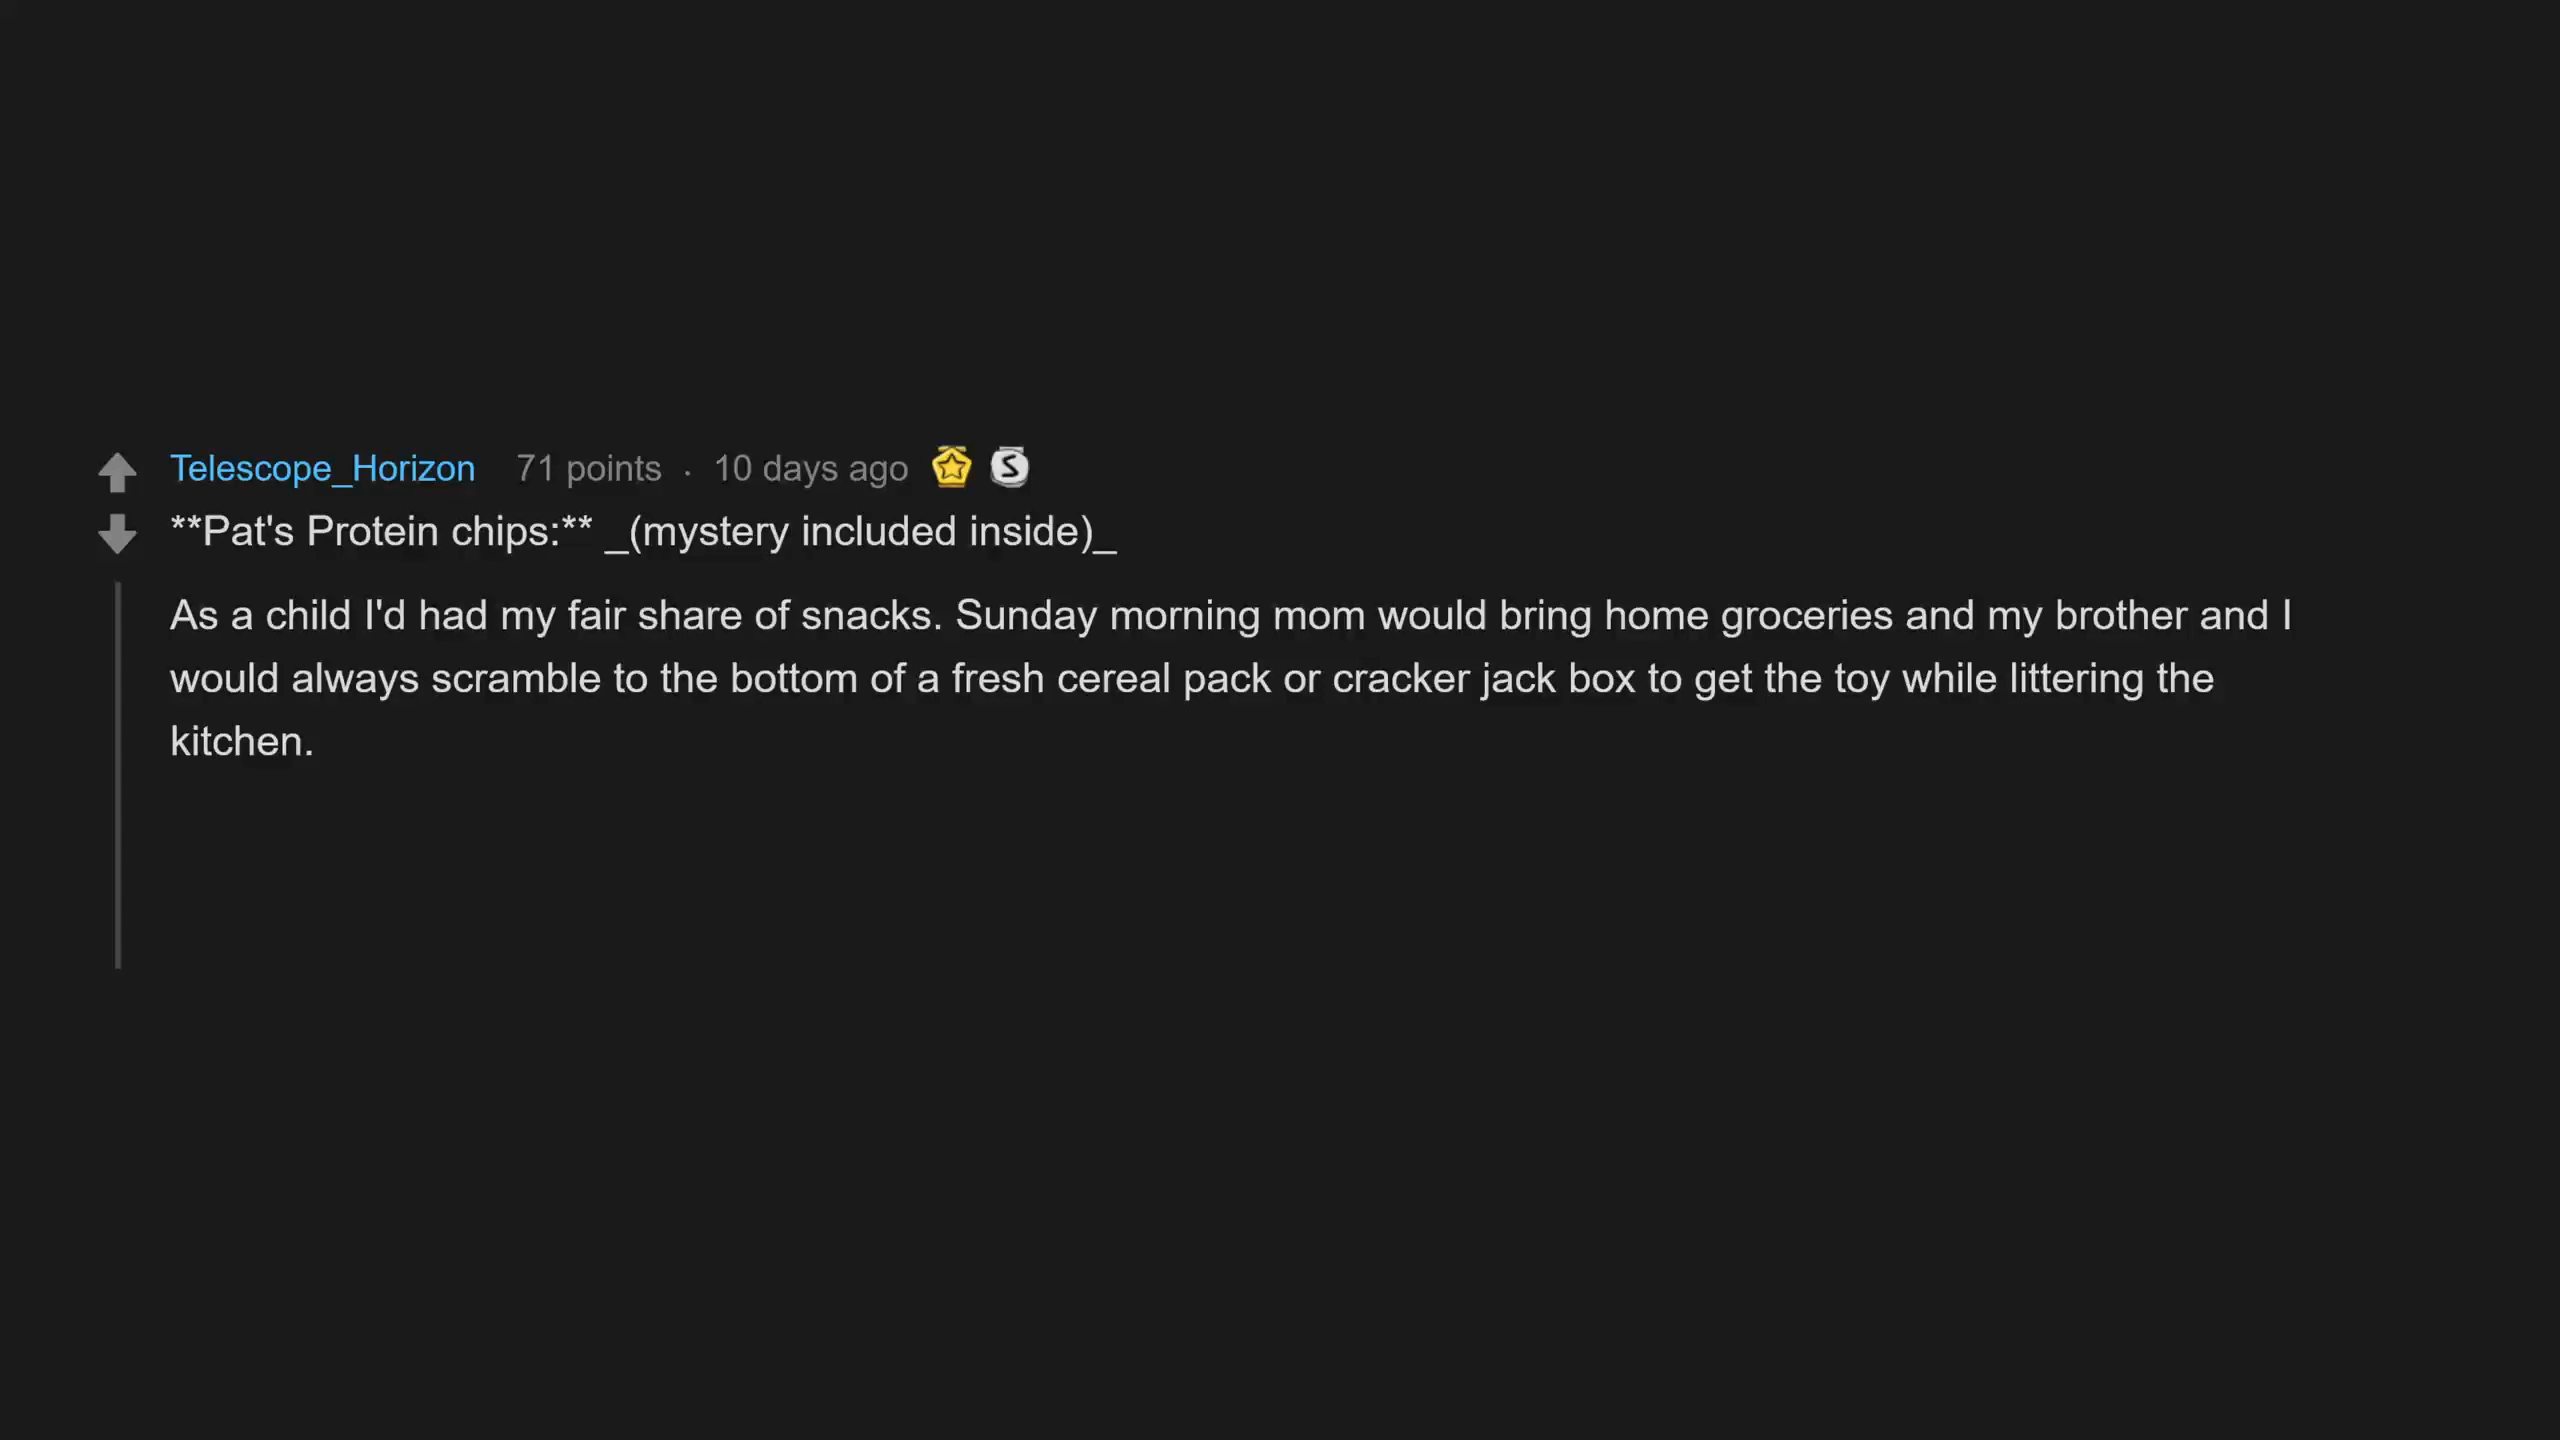 Telescope_Horizon 71 points · 10 days ago
**Pat's Protein chips:** _(mystery included inside)_
As a child I'd had my fair share of snacks. Sunday morning mom would bring home groceries and my brother and I
would always scramble to the bottom of a fresh cereal pack or cracker jack box to get the toy while littering the
kitchen.